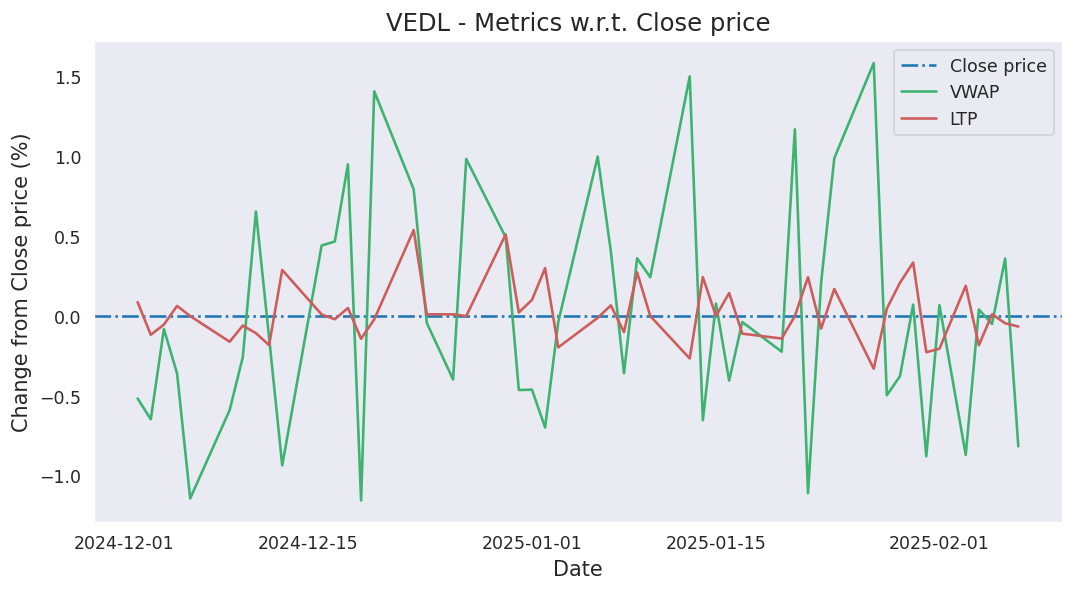 VEDL - Metrics w.r.t. Close price
Close price
VWAP
LTP
Change from Close price (%)
1.5
1.0
0.5
0.0
−0.5
−1.0
2024-12-01
2024-12-15
2025-01-01
2025-01-15
2025-02-01
Date